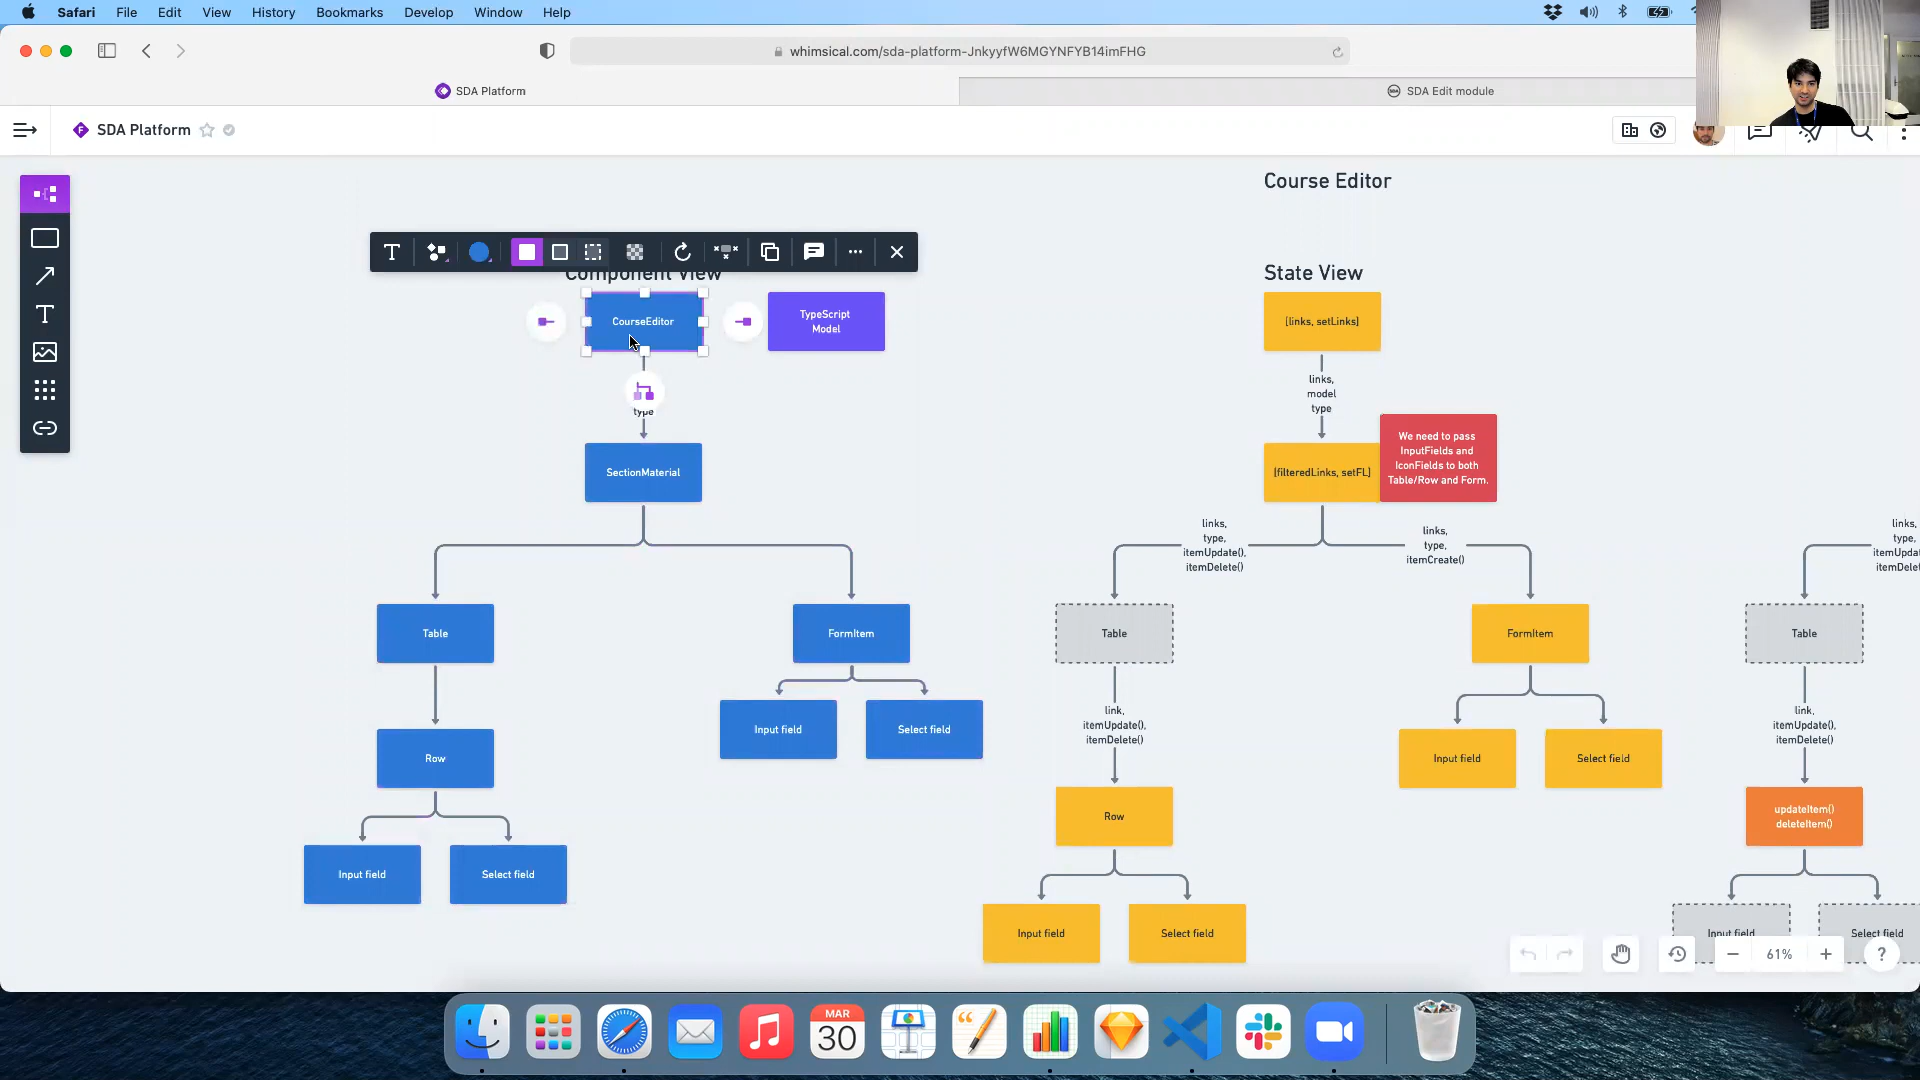 Safari File Edit View History Bookmarks Develop Window Help
whimsical.com/sda-platform-JnkyyfW6MGYNFYB14imFHG
SDA Platform
SDA Edit module
SDA Platform
Course Editor
Component View
State View
CourseEditor
TypeScript
Model
[links, setLinks]
type
links,
model
type
SectionMaterial
[filteredLinks, setFL]
We need to pass
InputFields and
IconFields to both
Table/Row and Form.
links,
type,
itemUpdate(),
itemDelete()
links,
type,
itemCreate()
links,
type,
Table
FormItem
Table
FormItem
Table
Input field
Select field
link,
itemUpdate(),
itemDelete()
link,
itemUpdate(),
itemDelete()
Row
Input field
Select field
Row
updateItem()
deleteItem()
Input field
Select field
Input field
Select field
Input field
Select field
61%
?
MAR
30